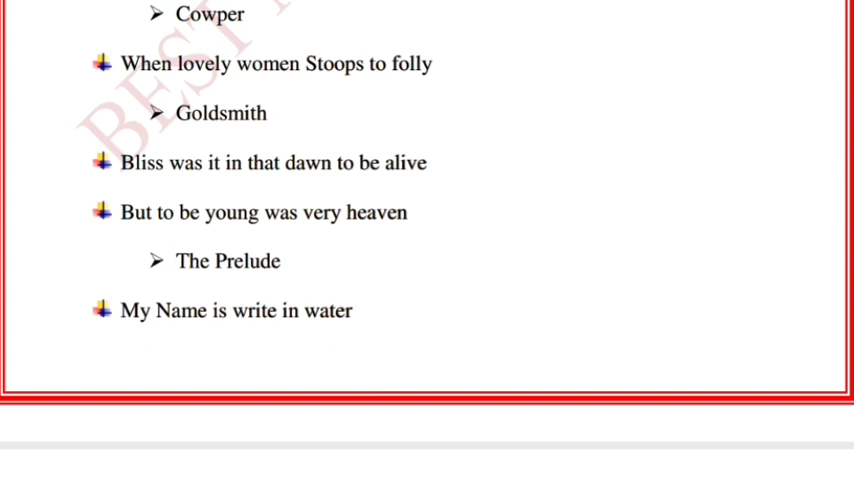 Cowper
When lovely women Stoops to folly
Goldsmith
Bliss was it in that dawn to be alive
But to be young was very heaven
The Prelude
My Name is write in water
BEST